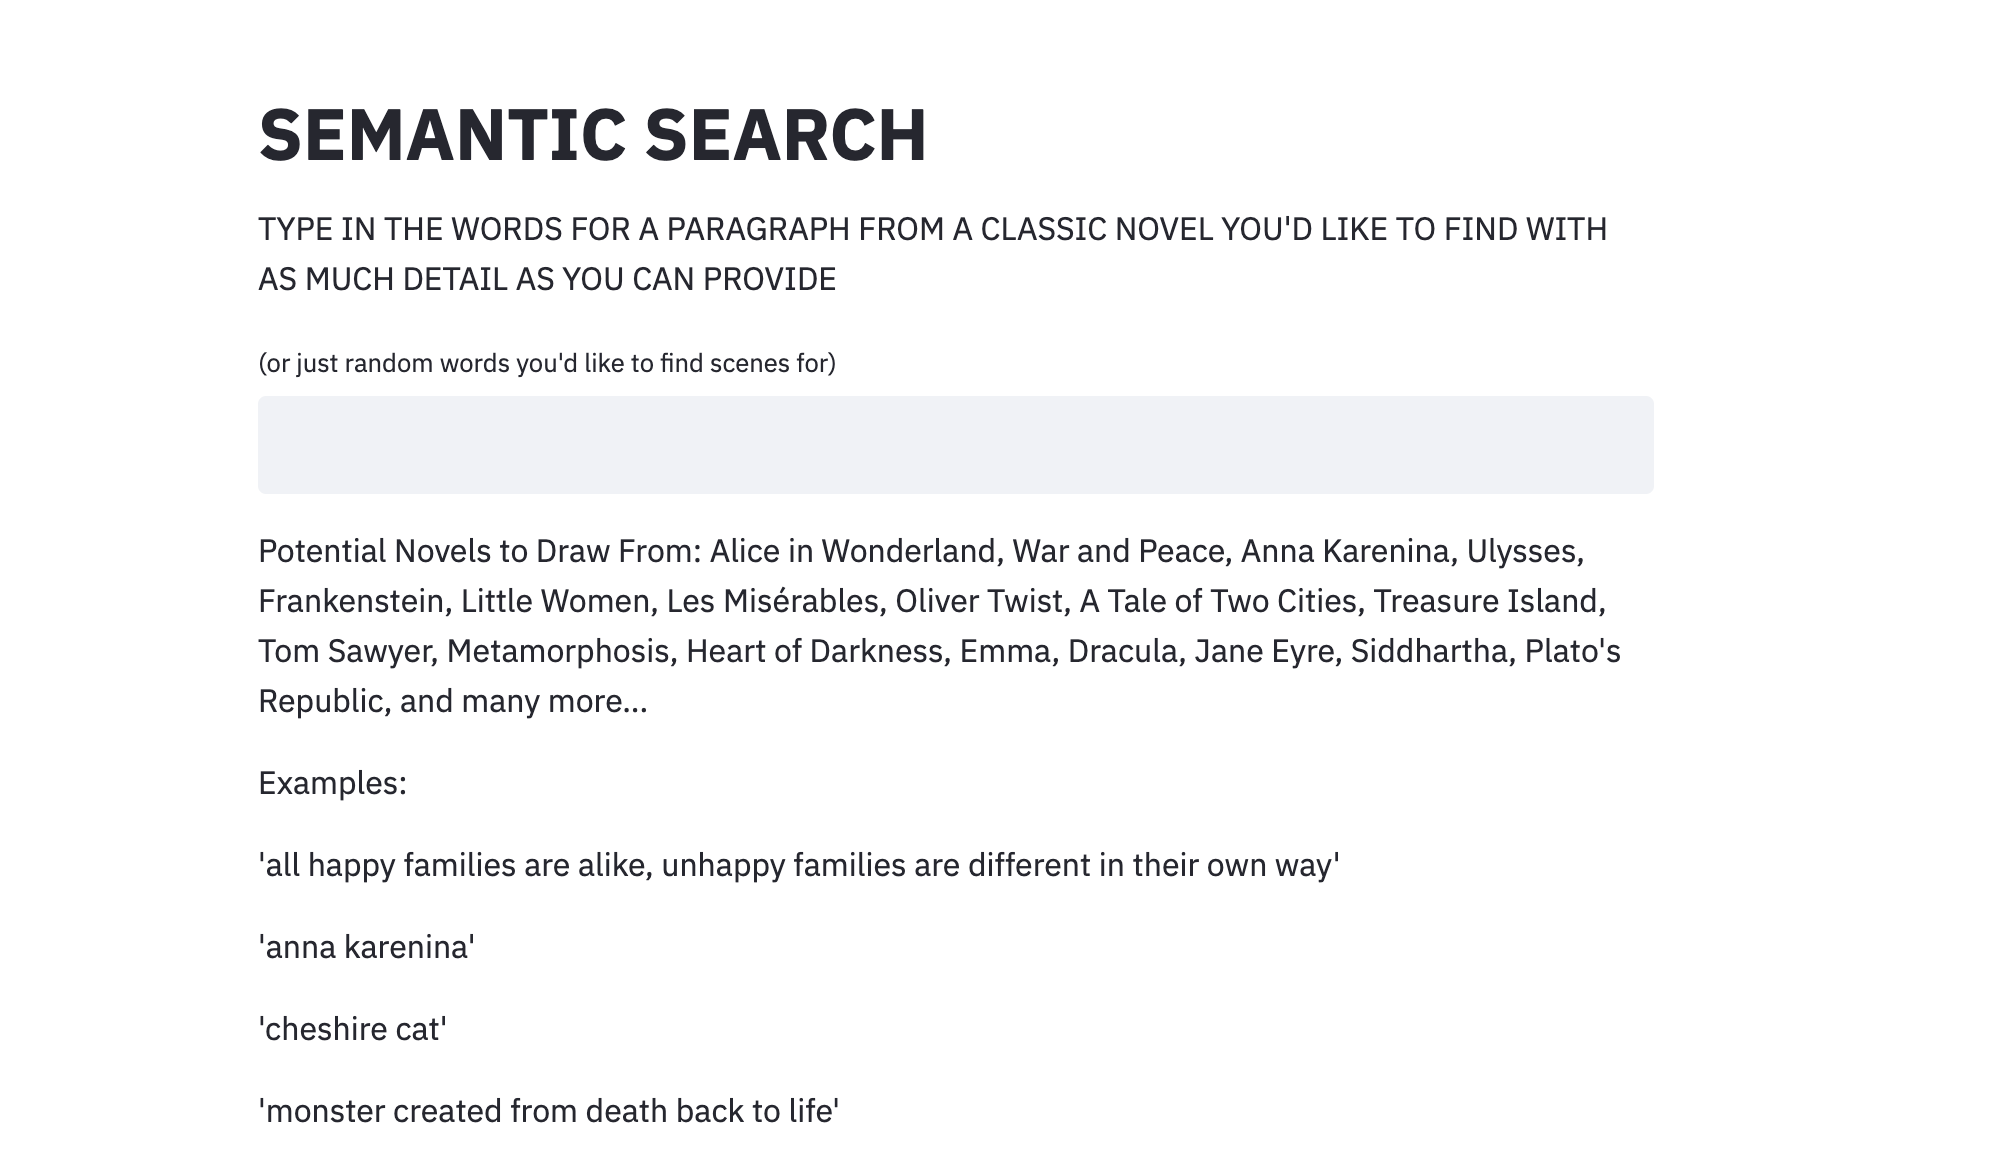 SEMANTIC SEARCH
TYPE IN THE WORDS FOR A PARAGRAPH FROM A CLASSIC NOVEL YOU'D LIKE TO FIND WITH
AS MUCH DETAIL AS YOU CAN PROVIDE
(or just random words you'd like to find scenes for)
Potential Novels to Draw From: Alice in Wonderland, War and Peace, Anna Karenina, Ulysses,
Frankenstein, Little Women, Les Misérables, Oliver Twist, A Tale of Two Cities, Treasure Island,
Tom Sawyer, Metamorphosis, Heart of Darkness, Emma, Dracula, Jane Eyre, Siddhartha, Plato's
Republic, and many more...
Examples:
'all happy families are alike, unhappy families are different in their own way'
'anna karenina'
'cheshire cat'
'monster created from death back to life'